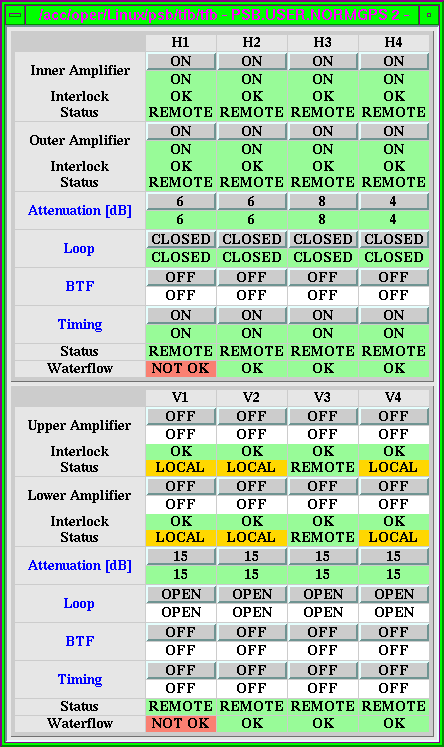 /acc/oper/Linux/psb/tfb/tfb - PSB.USER.NORMGPS 2 -
H1 H2 H3 H4
ON ON ON ON
Inner Amplifier
ON ON ON ON
Interlock OK OK OK OK
Status REMOTE REMOTE REMOTE REMOTE
ON ON ON ON
Outer Amplifier
ON ON ON ON
Interlock OK OK OK OK
Status REMOTE REMOTE REMOTE REMOTE
6 6 8 4
Attenuation [dB]
6 6 8 4
CLOSED CLOSED CLOSED CLOSED
Loop
CLOSED CLOSED CLOSED CLOSED
OFF OFF OFF OFF
BTF
OFF OFF OFF OFF
ON ON ON ON
Timing
ON ON ON ON
Status REMOTE REMOTE REMOTE REMOTE
Waterflow NOT OK OK OK OK
V1 V2 V3 V4
OFF OFF OFF OFF
Upper Amplifier
OFF OFF OFF OFF
Interlock OK OK OK OK
Status LOCAL LOCAL REMOTE LOCAL
OFF OFF OFF OFF
Lower Amplifier
OFF OFF OFF OFF
Interlock OK OK OK OK
Status LOCAL LOCAL REMOTE LOCAL
15 15 15 15
Attenuation [dB]
15 15 15 15
OPEN OPEN OPEN OPEN
Loop
OPEN OPEN OPEN OPEN
OFF OFF OFF OFF
BTF
OFF OFF OFF OFF
OFF OFF OFF OFF
Timing
OFF OFF OFF OFF
Status REMOTE REMOTE REMOTE REMOTE
Waterflow NOT OK OK OK OK